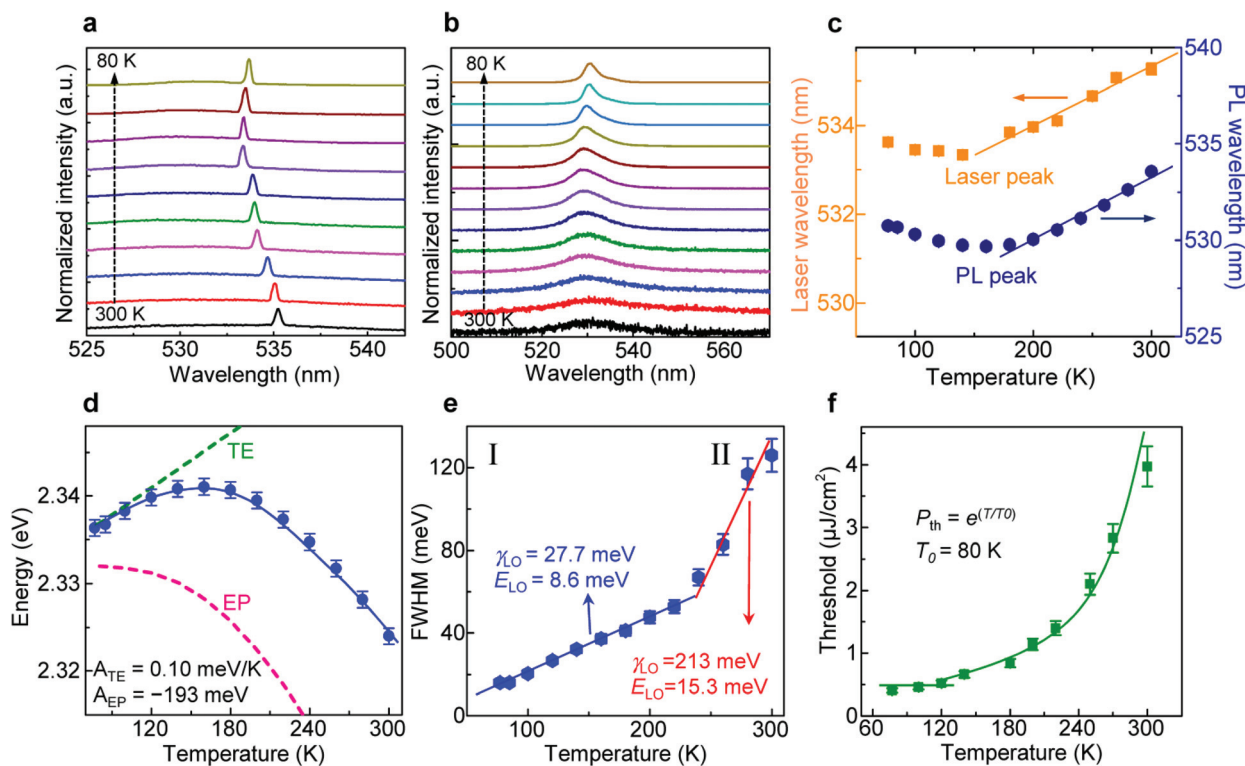 a
80 K
300 K
Normalized intensity (a.u.)
525 530 535 540
Wavelength (nm)
b
80 K
300 K
Normalized intensity (a.u.)
500 520 540 560
Wavelength (nm)
c
Laser wavelength (nm)
534
532
530
Laser peak
PL peak
540
535
530
525
PL wavelength (nm)
100 200 300
Temperature (K)
d
Energy (eV)
2.34
2.33
2.32
TE
EP
A_TE = 0.10 meV/K
A_EP = −193 meV
120 180 240 300
Temperature (K)
e
FWHM (meV)
120
80
40
0
I
II
γ_LO = 27.7 meV
E_LO = 8.6 meV
γ_LO =213 meV
E_LO=15.3 meV
100 200 300
Temperature (K)
f
Threshold (µJ/cm²)
5
4
3
2
1
0
P_th = e^(T/T0)
T_0 = 80 K
60 120 180 240 300
Temperature (K)